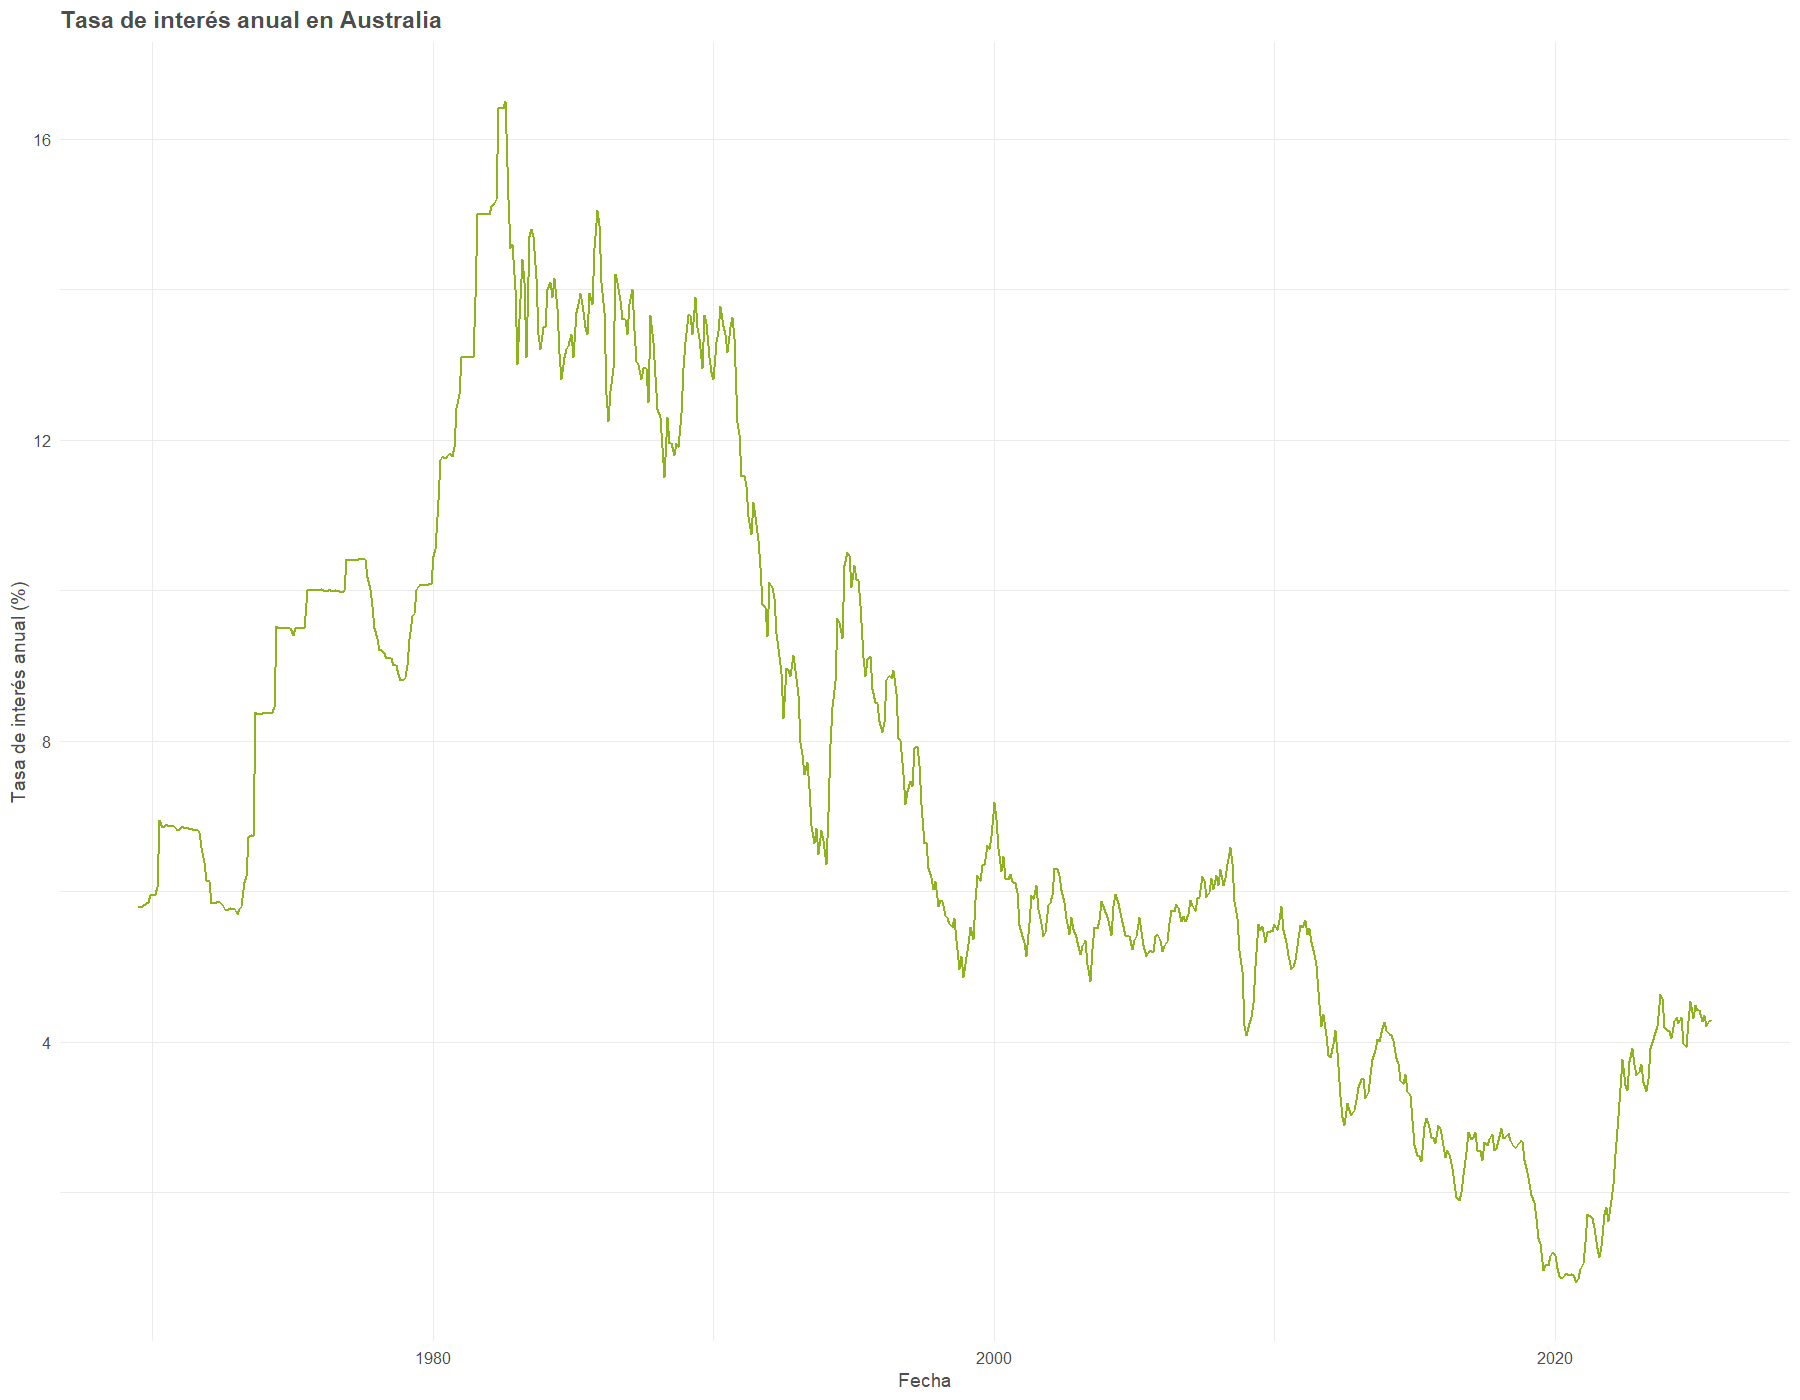 Tasa de interés anual en Australia
Tasa de interés anual (%)
16
12
8
4
1980
2000
2020
Fecha